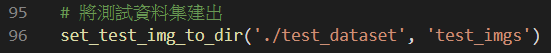 95 # 將測試資料集建出
96 set_test_img_to_dir('./test_dataset', 'test_imgs')